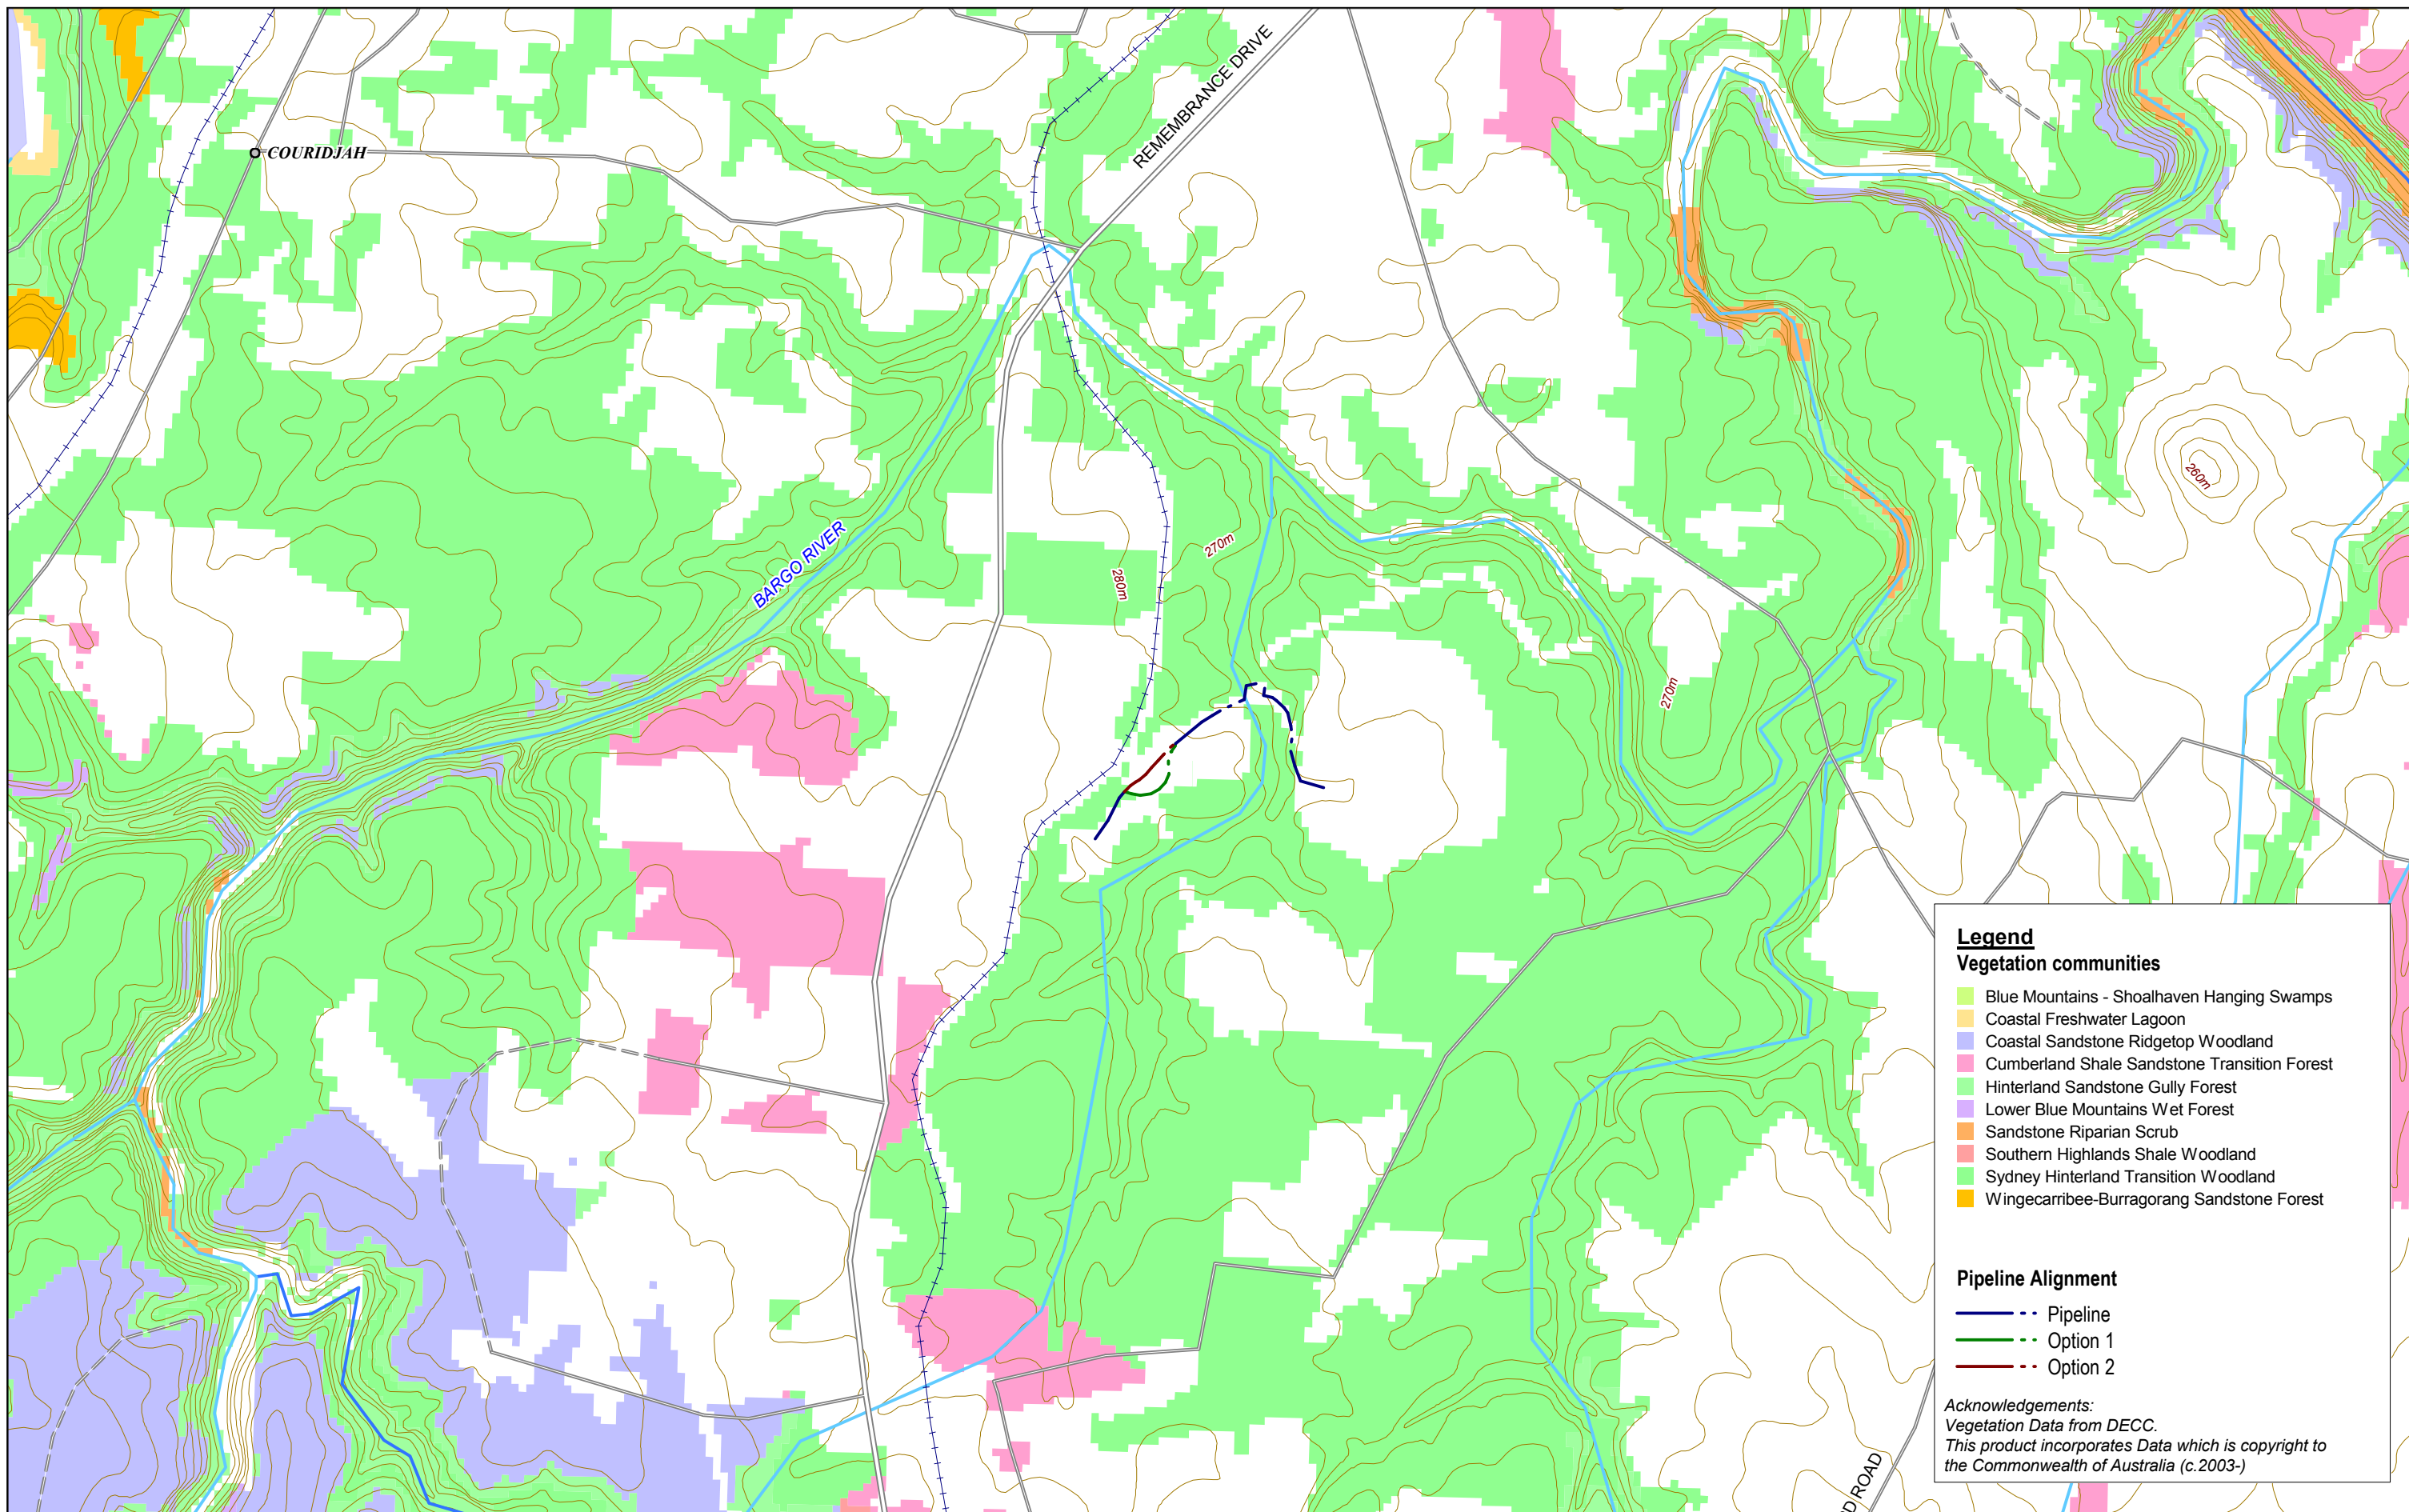 REMEMBRANCE DRIVE
COURIDJAH
260m
BARGO RIVER
270m
280m
270m
Legend
Vegetation communities
Blue Mountains - Shoalhaven Hanging Swamps
Coastal Freshwater Lagoon
Coastal Sandstone Ridgetop Woodland
Cumberland Shale Sandstone Transition Forest
Hinterland Sandstone Gully Forest
Lower Blue Mountains Wet Forest
Sandstone Riparian Scrub
Southern Highlands Shale Woodland
Sydney Hinterland Transition Woodland
Wingecarribee-Burragorang Sandstone Forest
Pipeline Alignment
Pipeline
Option 1
Option 2
Acknowledgements:
Vegetation Data from DECC.
This product incorporates Data which is copyright to
the Commonwealth of Australia (c.2003-)
ROAD